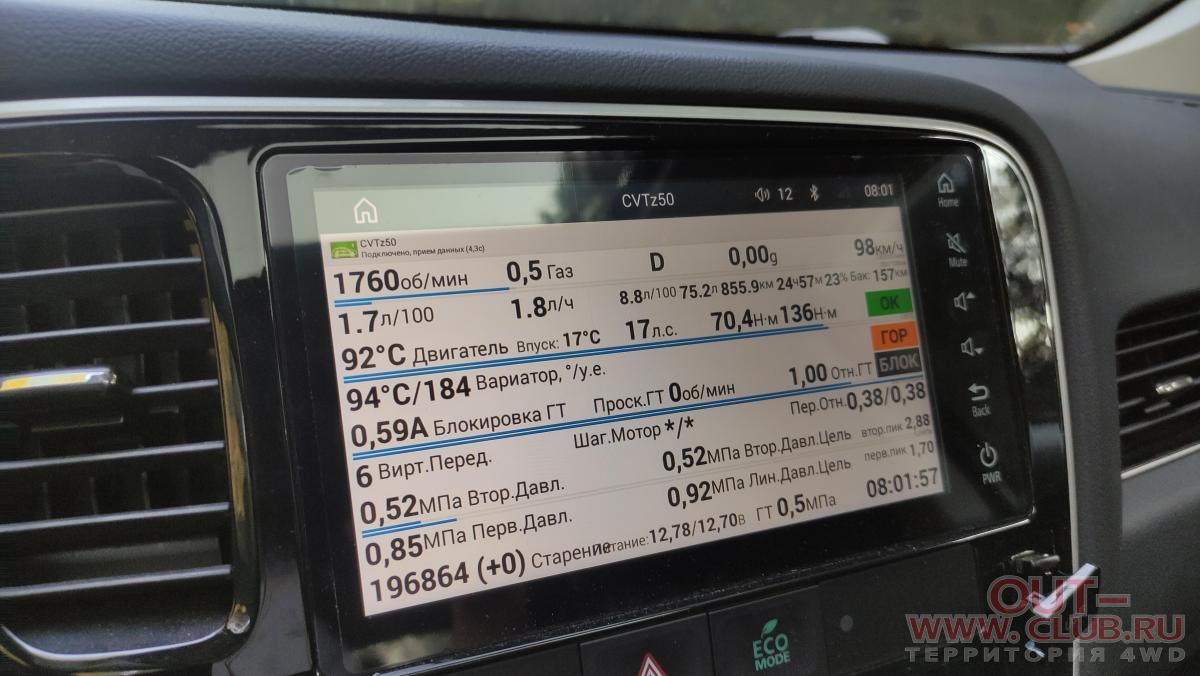 CVTz50 12 08:01
CVTz50
Подключено, прием данных (4,3с)
1760об/мин 0,5 Газ D 0,00g 98км/ч
1.7л/100 1.8л/ч 8.8л/100 75.2л 855.9км 24ч57м 23% Бак: 157км
92°C Двигатель Впуск: 17°C 17л.с. 70,4Н·м 136Н·м OK
94°C/184 Вариатор,°/у.е. ГОР
0,59А Блокировка ГТ Проск.ГТ 0об/мин 1,00 Отн.ГТ БЛОК
6 Вирт.Перед. Шаг.Мотор */* Пер.Отн.0,38/0,38
0,52МПа Втор.Давл. 0,52МПа Втор.Давл.Цель втор.пик 2,88
0,85МПа Перв.Давл. 0,92МПа Лин.Давл.Цель перв.пик 1,70
196864 (+0) Старение 12,78/12,70В ГТ 0,5МПа 08:01:57
Home
Mute
Back
PWR
ECO
MODE
OUT-
WWW.CLUB.RU
ТЕРРИТОРИЯ 4WD